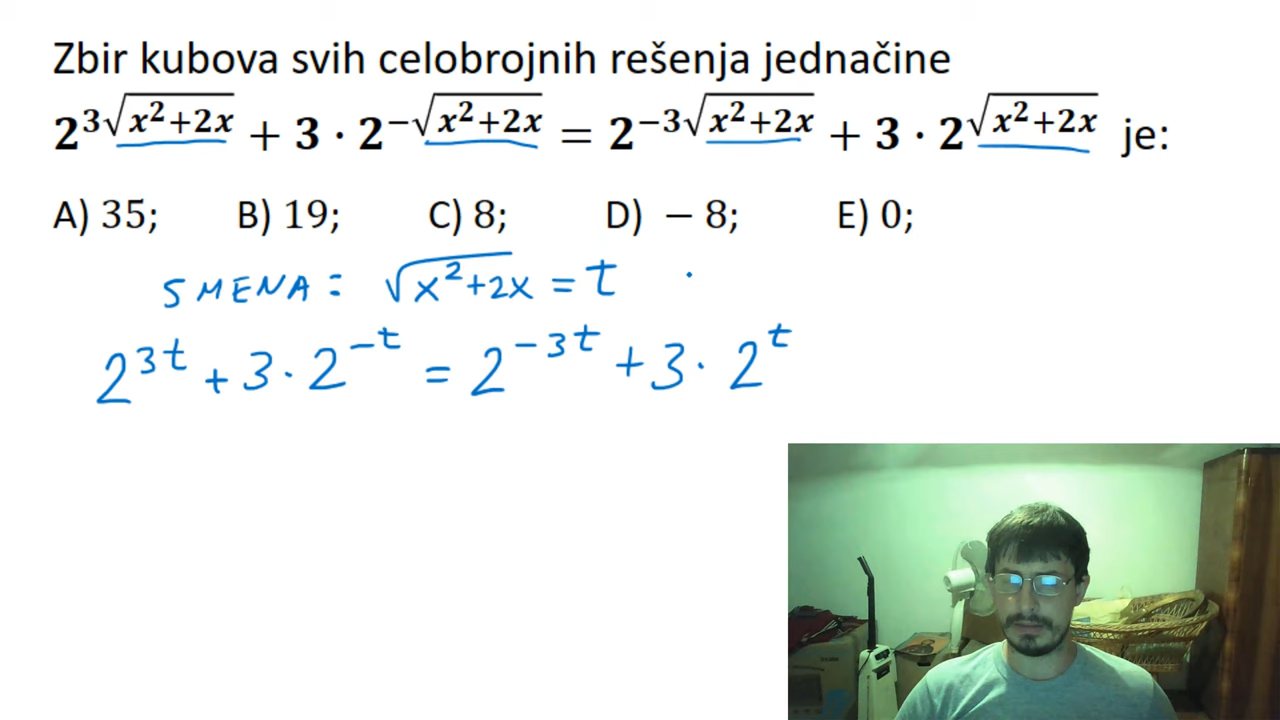 Zbir kubova svih celobrojnih rešenja jednačine
2^{3√(x²+2x)} + 3 · 2^{−√(x²+2x)} = 2^{−3√(x²+2x)} + 3 · 2^{√(x²+2x)} je:
A) 35; B) 19; C) 8; D) − 8; E) 0;
SMENA: √(x²+2x) = t
2^{3t} + 3 · 2^{−t} = 2^{−3t} + 3 · 2^{t}